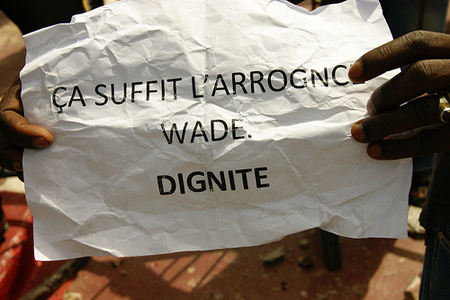 ÇA SUFFIT L'ARROGNC
WADE.
DIGNITE